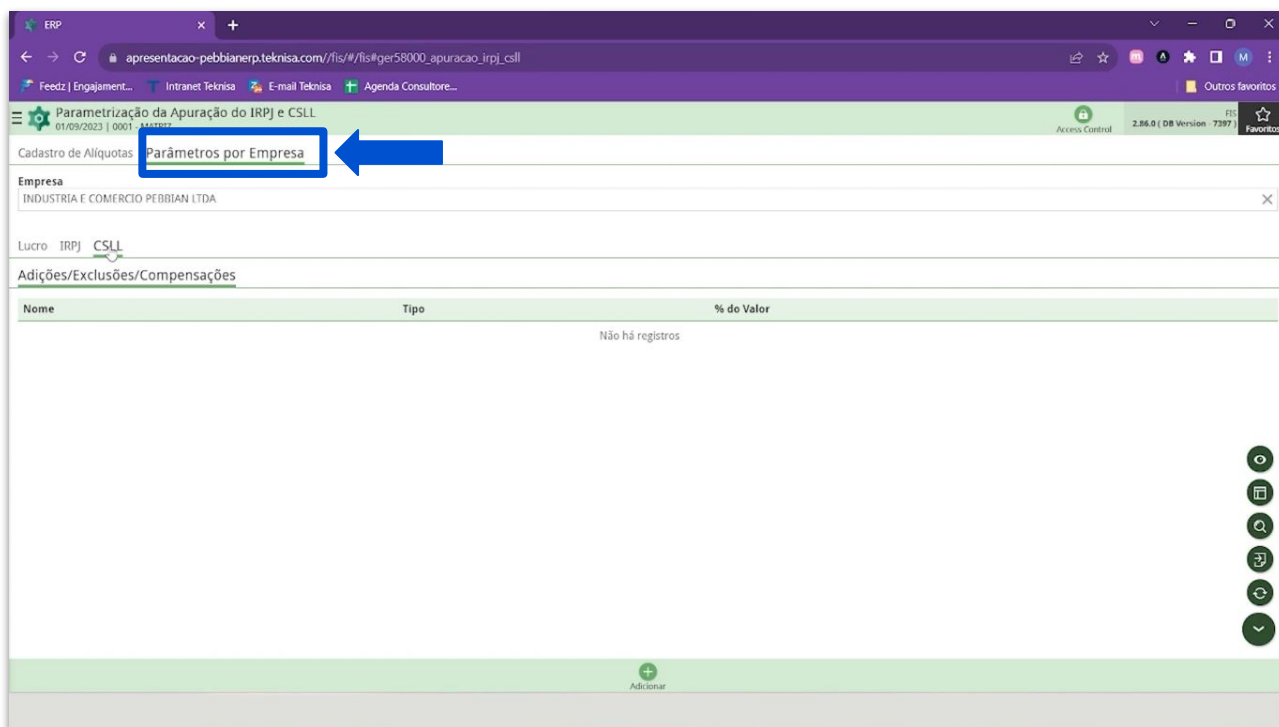 ERP
apresentacao-pebbianerp.teknisa.com//fis/#/fis#ger58000_apuracao_irpj_csll
m A M
Feedz | Engajament... T Intranet Teknisa E-mail Teknisa Agenda Consultore... Outros favoritos
Parametrização da Apuração do IRPJ e CSLL
01/09/2023 | 0001 - MATRIZ
Access Control
FIS
2.86.0 ( DB Version - 7397 )
Favoritos
Cadastro de Alíquotas Parâmetros por Empresa
Empresa
INDUSTRIA E COMERCIO PEBBIAN LTDA
Lucro IRPJ CSLL
Adições/Exclusões/Compensações
Nome Tipo % do Valor
Não há registros
Adicionar